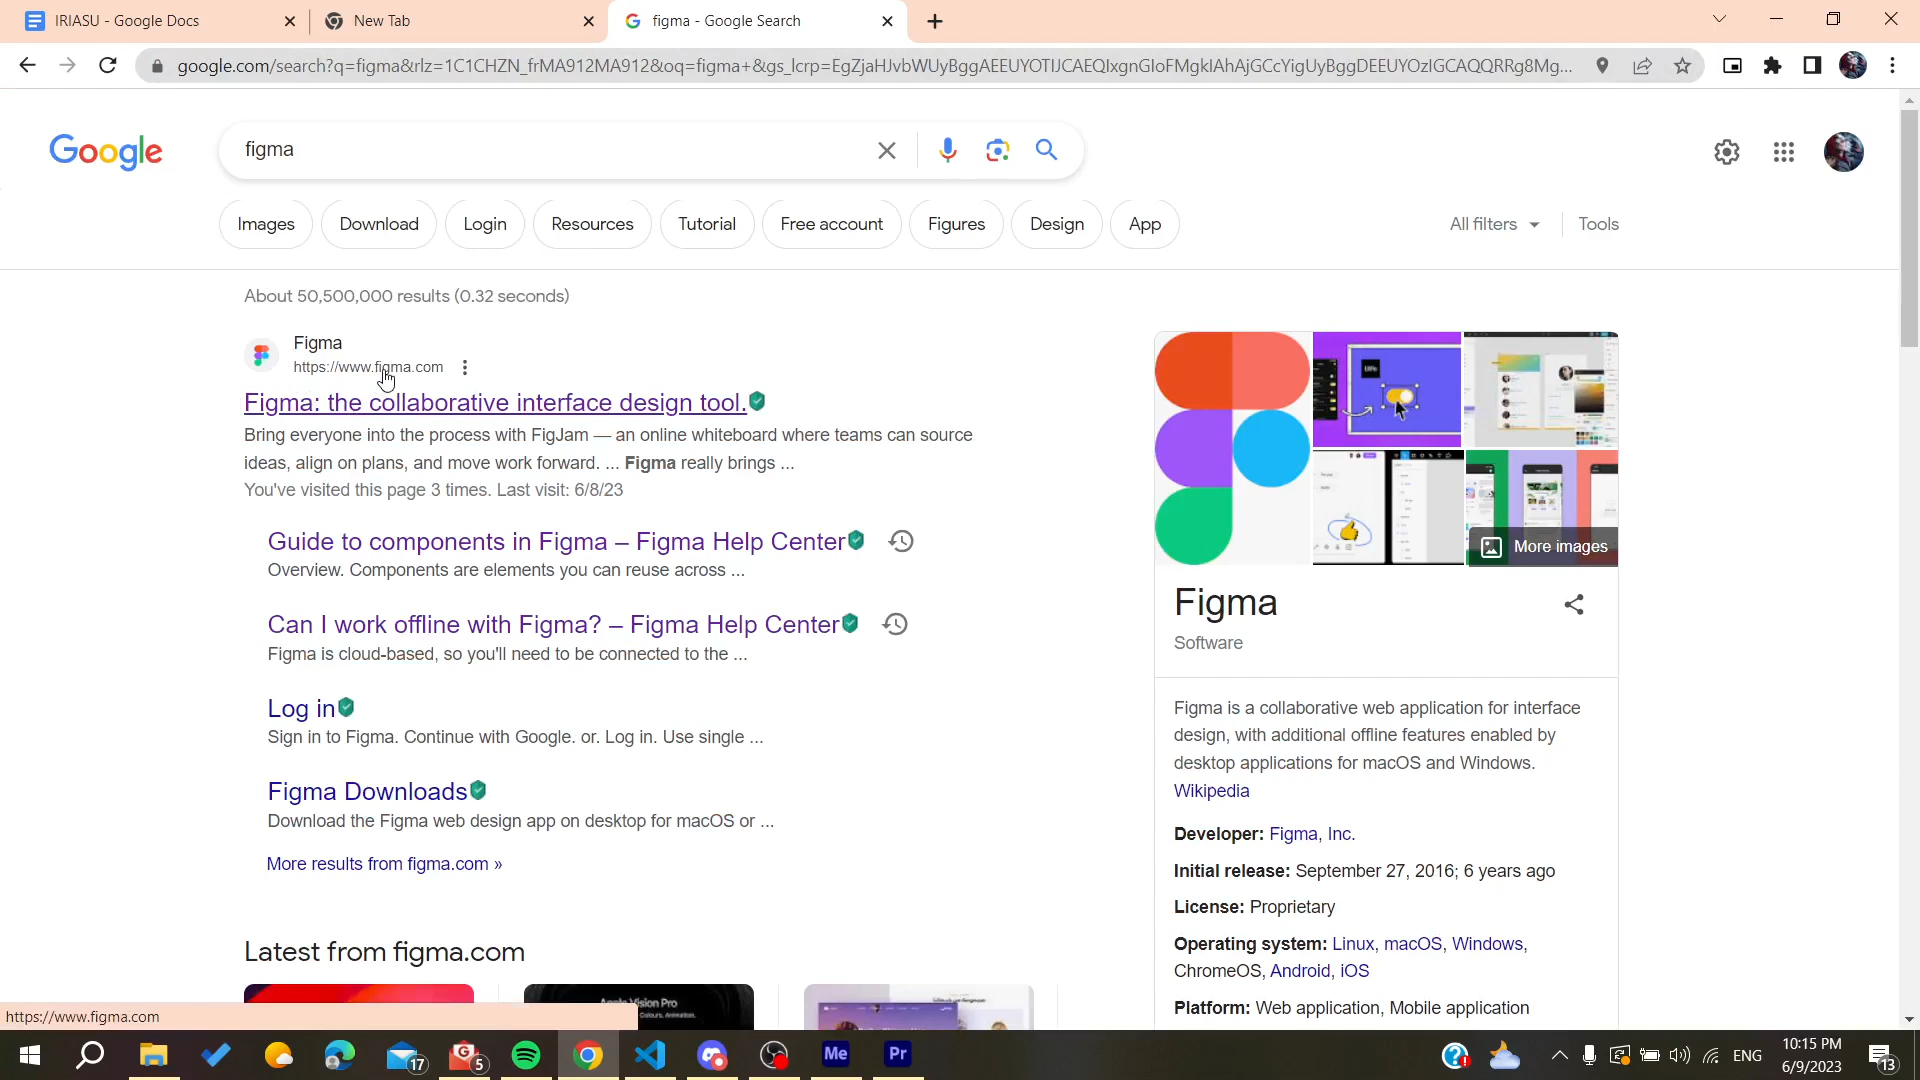 IRIASU - Google Docs
New Tab
figma - Google Search
google.com/search?q=figma&rlz=1C1CHZN_frMA912MA912&oq=figma+&gs_lcrp=EgZjaHJvbWUyBggAEEUYOTIJCAEQIxgnGIoFMgkIAhAjGCcYigUyBggDEEUYOzIGCAQQRRg8Mg...
Google
figma
Images
Download
Login
Resources
Tutorial
Free account
Figures
Design
App
All filters
Tools
About 50,500,000 results (0.32 seconds)
Figma
https://www.figma.com
Figma: the collaborative interface design tool.
Bring everyone into the process with FigJam — an online whiteboard where teams can source
ideas, align on plans, and move work forward. ... Figma really brings ...
You've visited this page 3 times. Last visit: 6/8/23
Guide to components in Figma – Figma Help Center
Overview. Components are elements you can reuse across ...
Can I work offline with Figma? – Figma Help Center
Figma is cloud-based, so you'll need to be connected to the ...
Log in
Sign in to Figma. Continue with Google. or. Log in. Use single ...
Figma Downloads
Download the Figma web design app on desktop for macOS or ...
More results from figma.com »
Latest from figma.com
Apple Vision Pro
More images
Figma
Software
Figma is a collaborative web application for interface
design, with additional offline features enabled by
desktop applications for macOS and Windows.
Wikipedia
Developer: Figma, Inc.
Initial release: September 27, 2016; 6 years ago
License: Proprietary
Operating system: Linux, macOS, Windows,
ChromeOS, Android, iOS
Platform: Web application, Mobile application
https://www.figma.com
17
5
Me
Pr
ENG
10:15 PM
6/9/2023
13